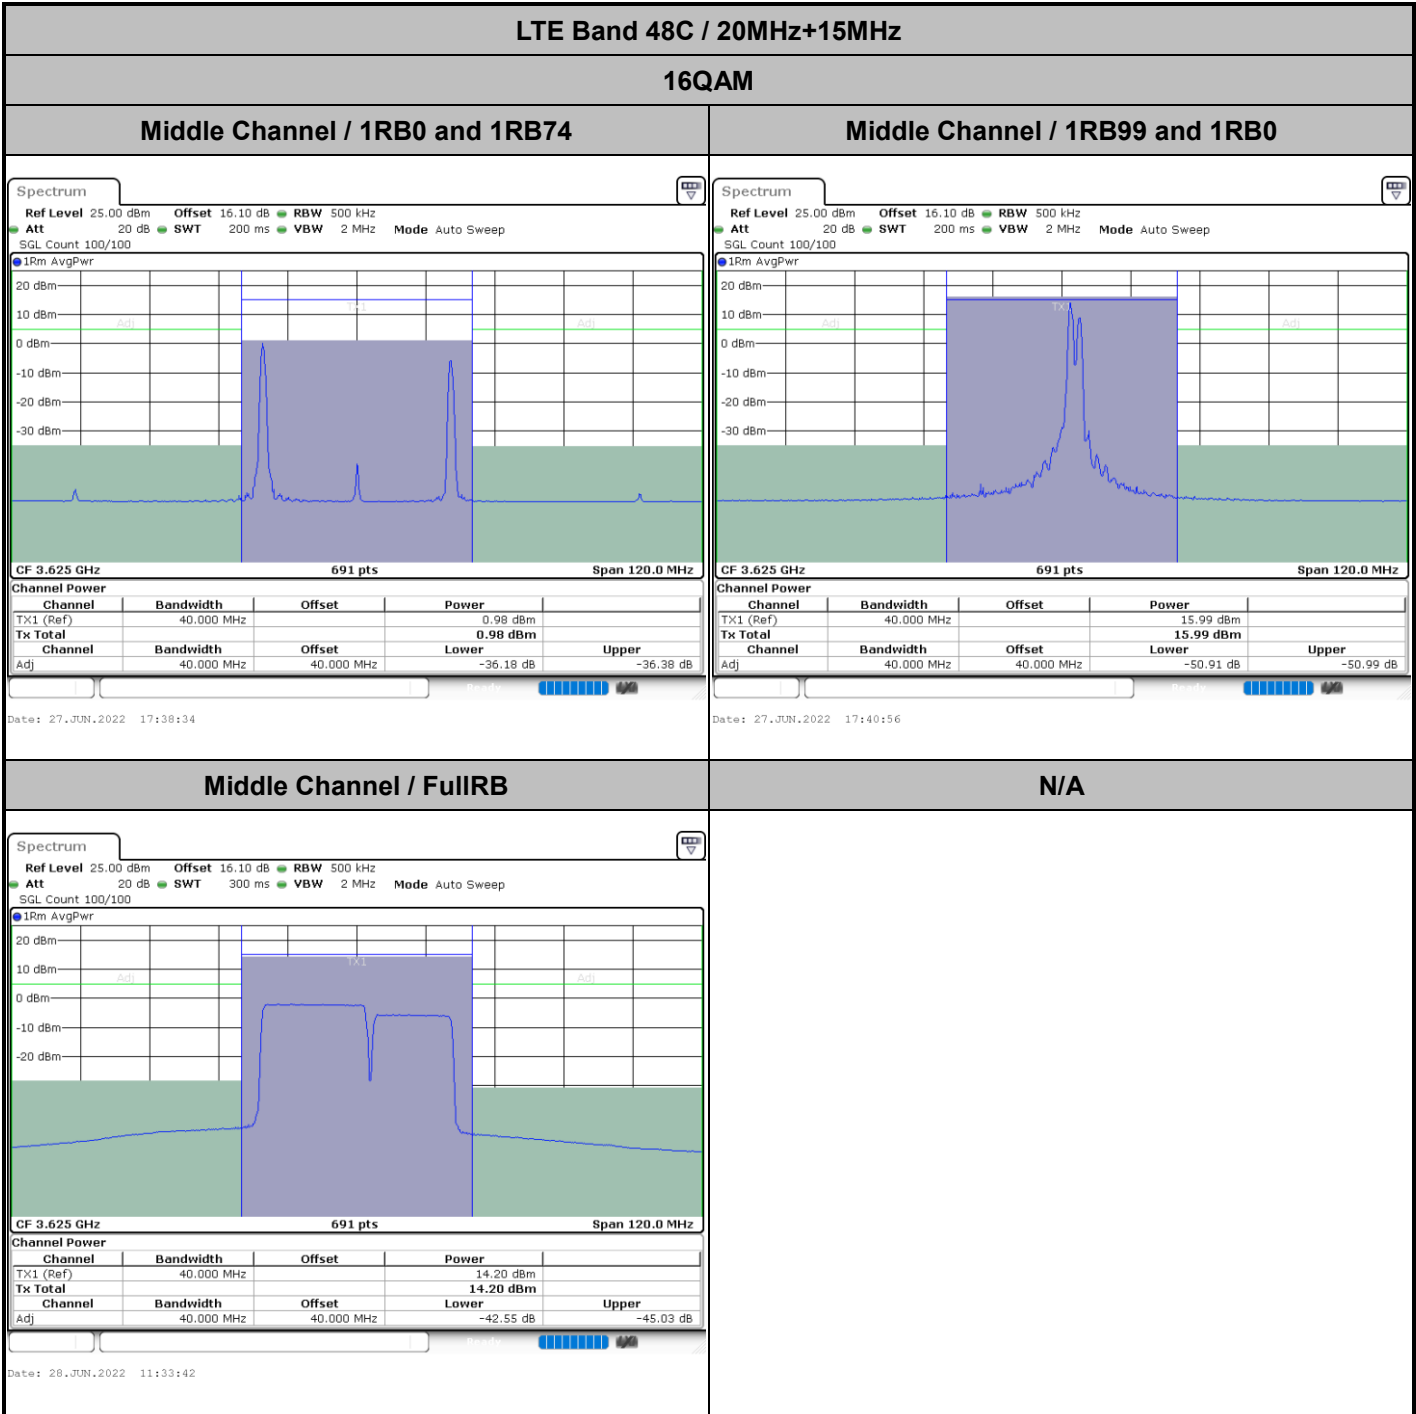 LTE Band 48C / 20MHz+15MHz
16QAM
Middle Channel / 1RB0 and 1RB74
Middle Channel / 1RB99 and 1RB0
Spectrum
Ref Level 25.00 dBm Offset 16.10 dB RBW 500 kHz
Att 20 dB SWT 200 ms VBW 2 MHz Mode Auto Sweep
SGL Count 100/100
1Rm AvgPwr
20 dBm
10 dBm
0 dBm
-10 dBm
-20 dBm
-30 dBm
Adj
TX1
Adj
CF 3.625 GHz 691 pts Span 120.0 MHz
Channel Power
Channel Bandwidth Offset Power
TX1 (Ref) 40.000 MHz 0.98 dBm
Tx Total 0.98 dBm
Channel Bandwidth Offset Lower Upper
Adj 40.000 MHz 40.000 MHz -36.18 dB -36.38 dB
Ready
Date: 27.JUN.2022 17:38:34
Spectrum
Ref Level 25.00 dBm Offset 16.10 dB RBW 500 kHz
Att 20 dB SWT 200 ms VBW 2 MHz Mode Auto Sweep
SGL Count 100/100
1Rm AvgPwr
20 dBm
10 dBm
0 dBm
-10 dBm
-20 dBm
-30 dBm
Adj
TX1
Adj
CF 3.625 GHz 691 pts Span 120.0 MHz
Channel Power
Channel Bandwidth Offset Power
TX1 (Ref) 40.000 MHz 15.99 dBm
Tx Total 15.99 dBm
Channel Bandwidth Offset Lower Upper
Adj 40.000 MHz 40.000 MHz -50.91 dB -50.99 dB
Ready
Date: 27.JUN.2022 17:40:56
Middle Channel / FullRB
N/A
Spectrum
Ref Level 25.00 dBm Offset 16.10 dB RBW 500 kHz
Att 20 dB SWT 300 ms VBW 2 MHz Mode Auto Sweep
SGL Count 100/100
1Rm AvgPwr
20 dBm
10 dBm
0 dBm
-10 dBm
-20 dBm
Adj
TX1
Adj
CF 3.625 GHz 691 pts Span 120.0 MHz
Channel Power
Channel Bandwidth Offset Power
TX1 (Ref) 40.000 MHz 14.20 dBm
Tx Total 14.20 dBm
Channel Bandwidth Offset Lower Upper
Adj 40.000 MHz 40.000 MHz -42.55 dB -45.03 dB
Ready
Date: 28.JUN.2022 11:33:42